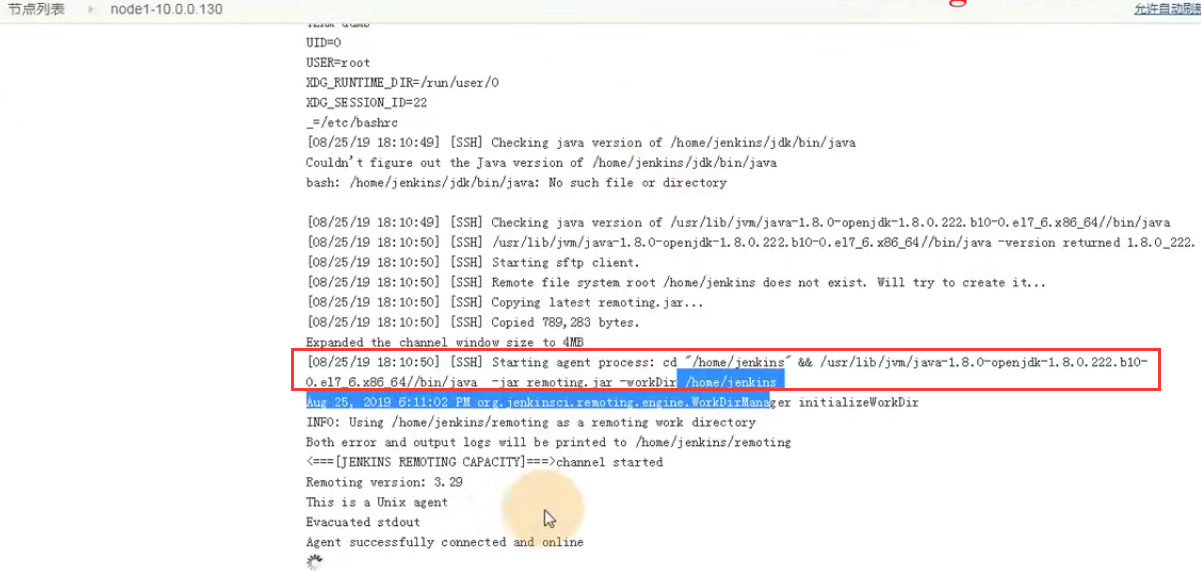 节点列表 node1-10.0.0.130
允许自动刷
UID=0
USER=root
XDG_RUNTIME_DIR=/run/user/0
XDG_SESSION_ID=22
_=/etc/bashrc
[08/25/19 18:10:49] [SSH] Checking java version of /home/jenkins/jdk/bin/java
Couldn't figure out the Java version of /home/jenkins/jdk/bin/java
bash: /home/jenkins/jdk/bin/java: No such file or directory
[08/25/19 18:10:49] [SSH] Checking java version of /usr/lib/jvm/java-1.8.0-openjdk-1.8.0.222.b10-0.el7_6.x86_64//bin/java
[08/25/19 18:10:50] [SSH] /usr/lib/jvm/java-1.8.0-openjdk-1.8.0.222.b10-0.el7_6.x86_64//bin/java -version returned 1.8.0_222.
[08/25/19 18:10:50] [SSH] Starting sftp client.
[08/25/19 18:10:50] [SSH] Remote file system root /home/jenkins does not exist. Will try to create it...
[08/25/19 18:10:50] [SSH] Copying latest remoting.jar...
[08/25/19 18:10:50] [SSH] Copied 789,283 bytes.
Expanded the channel window size to 4MB
[08/25/19 18:10:50] [SSH] Starting agent process: cd "/home/jenkins" && /usr/lib/jvm/java-1.8.0-openjdk-1.8.0.222.b10-
0.el7_6.x86_64//bin/java -jar remoting.jar -workDir /home/jenkins
Aug 25, 2019 6:11:02 PM org.jenkinsci.remoting.engine.WorkDirManager initializeWorkDir
INFO: Using /home/jenkins/remoting as a remoting work directory
Both error and output logs will be printed to /home/jenkins/remoting
<===[JENKINS REMOTING CAPACITY]===>channel started
Remoting version: 3.29
This is a Unix agent
Evacuated stdout
Agent successfully connected and online